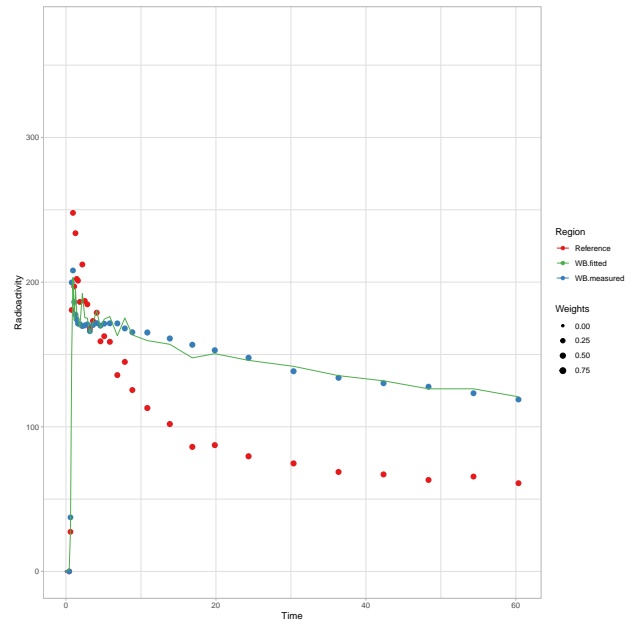 300
200
100
0
Radioactivity
0
20
40
60
Time
Region
Reference
WB.fitted
WB.measured
Weights
0.00
0.25
0.50
0.75